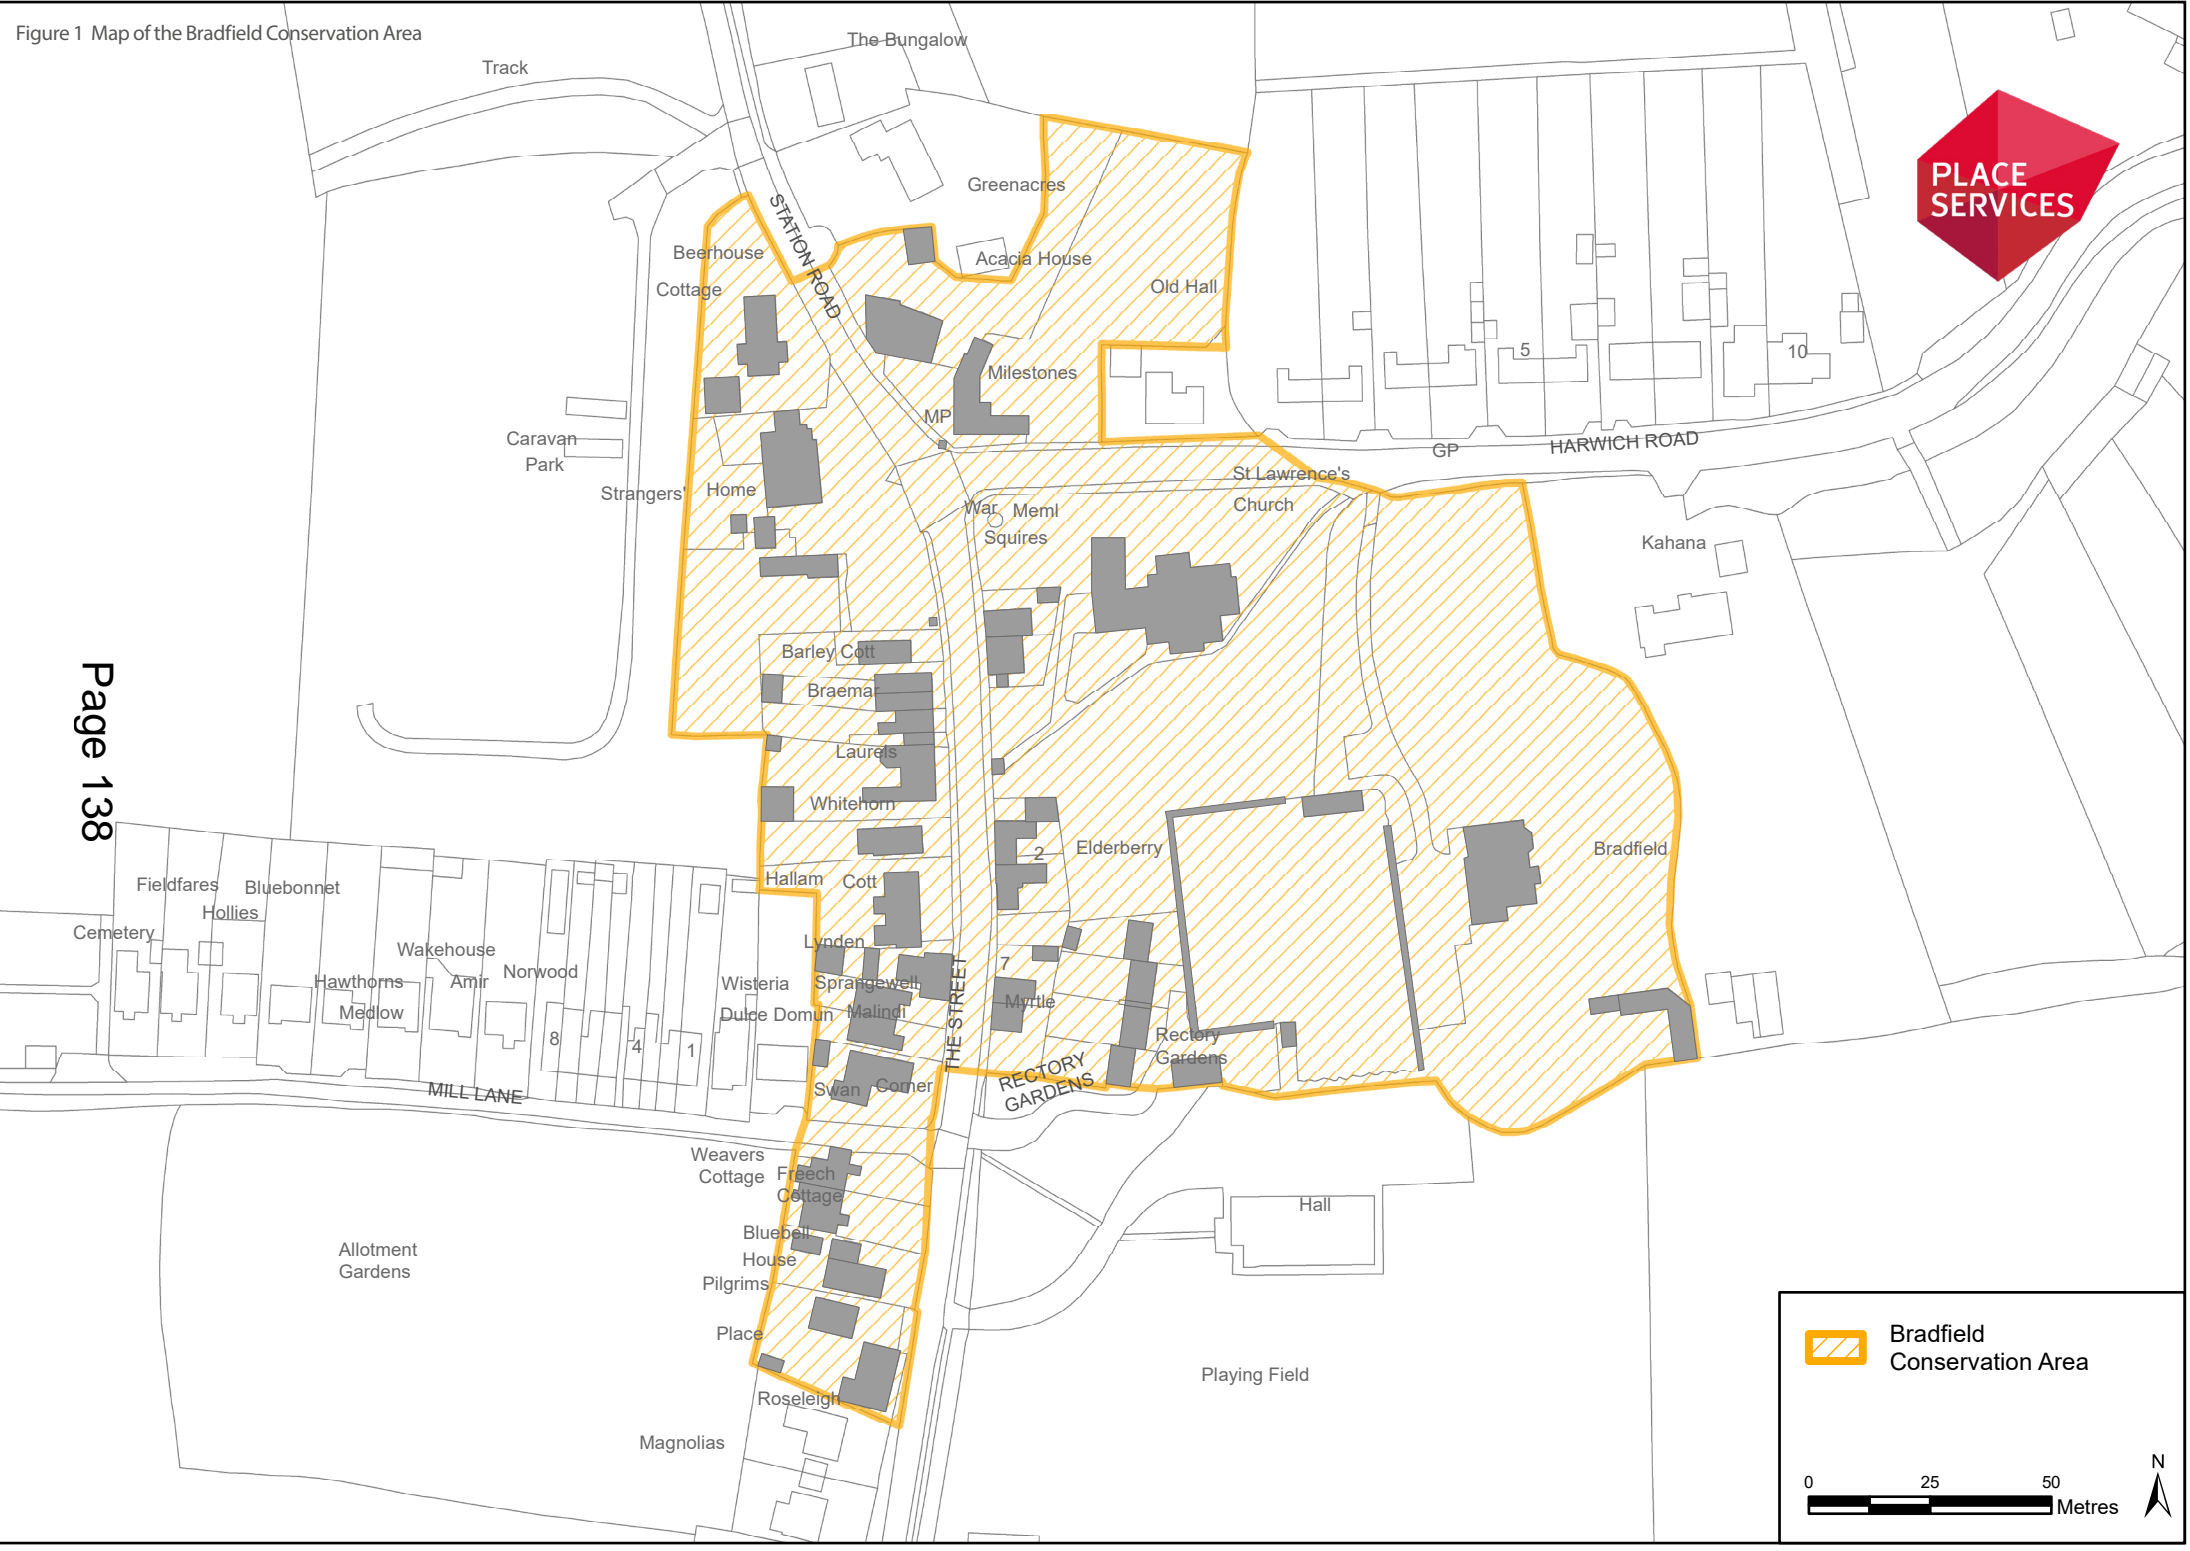 Figure 1 Map of the Bradfield Conservation Area
The Bungalow
Track
PLACE
SERVICES
Greenacres
STATION ROAD
Beerhouse
Cottage
Acacia House
Old Hall
Milestones
5
10
MP
Caravan
Park
GP
HARWICH ROAD
Strangers'
Home
St Lawrence's
Church
War
Meml
Squires
Kahana
Barley Cott
Braemar
Laurels
Whitehorn
Page 138
2
Elderberry
Bradfield
Hallam
Cott
Fieldfares
Bluebonnet
Hollies
Cemetery
Wakehouse
Lynden
7
Hawthorns
Amir
Norwood
Wisteria
Sprangewell
Medlow
Dulce Domun
Malindi
Myrtle
THE STREET
8
4
1
Rectory
Gardens
MILL LANE
Swan
Corner
RECTORY
GARDENS
Weavers
Cottage
Freech
Cottage
Hall
Bluebell
House
Allotment
Gardens
Pilgrims
Place
Playing Field
Roseleigh
Magnolias
Bradfield
Conservation Area
0
25
50
Metres
N